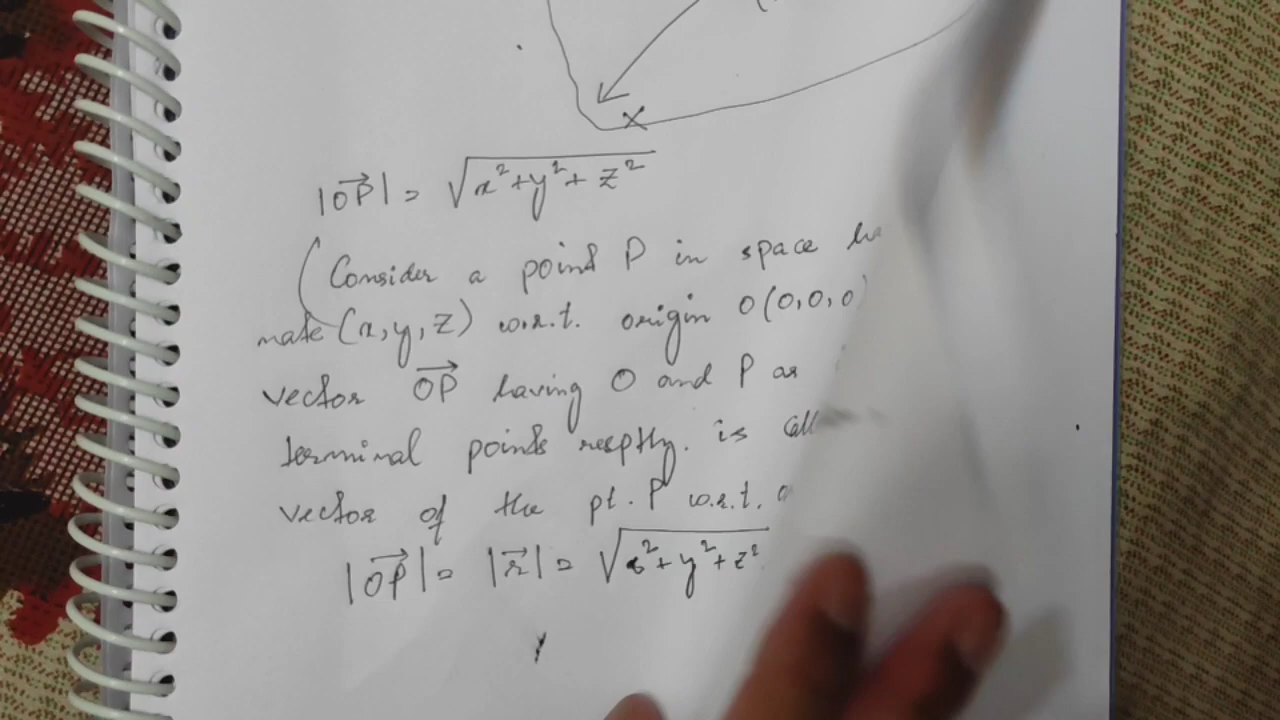 X
|OP| = √x²+y²+z²
(Consider a point P in space
nate (x, y, z) w.r.t. origin O(0,0,0)
vector OP having O and P as
terminal points resptly. is
vector of the pt. P w.r.t.
|OP| = |r| = √x²+y²+z²